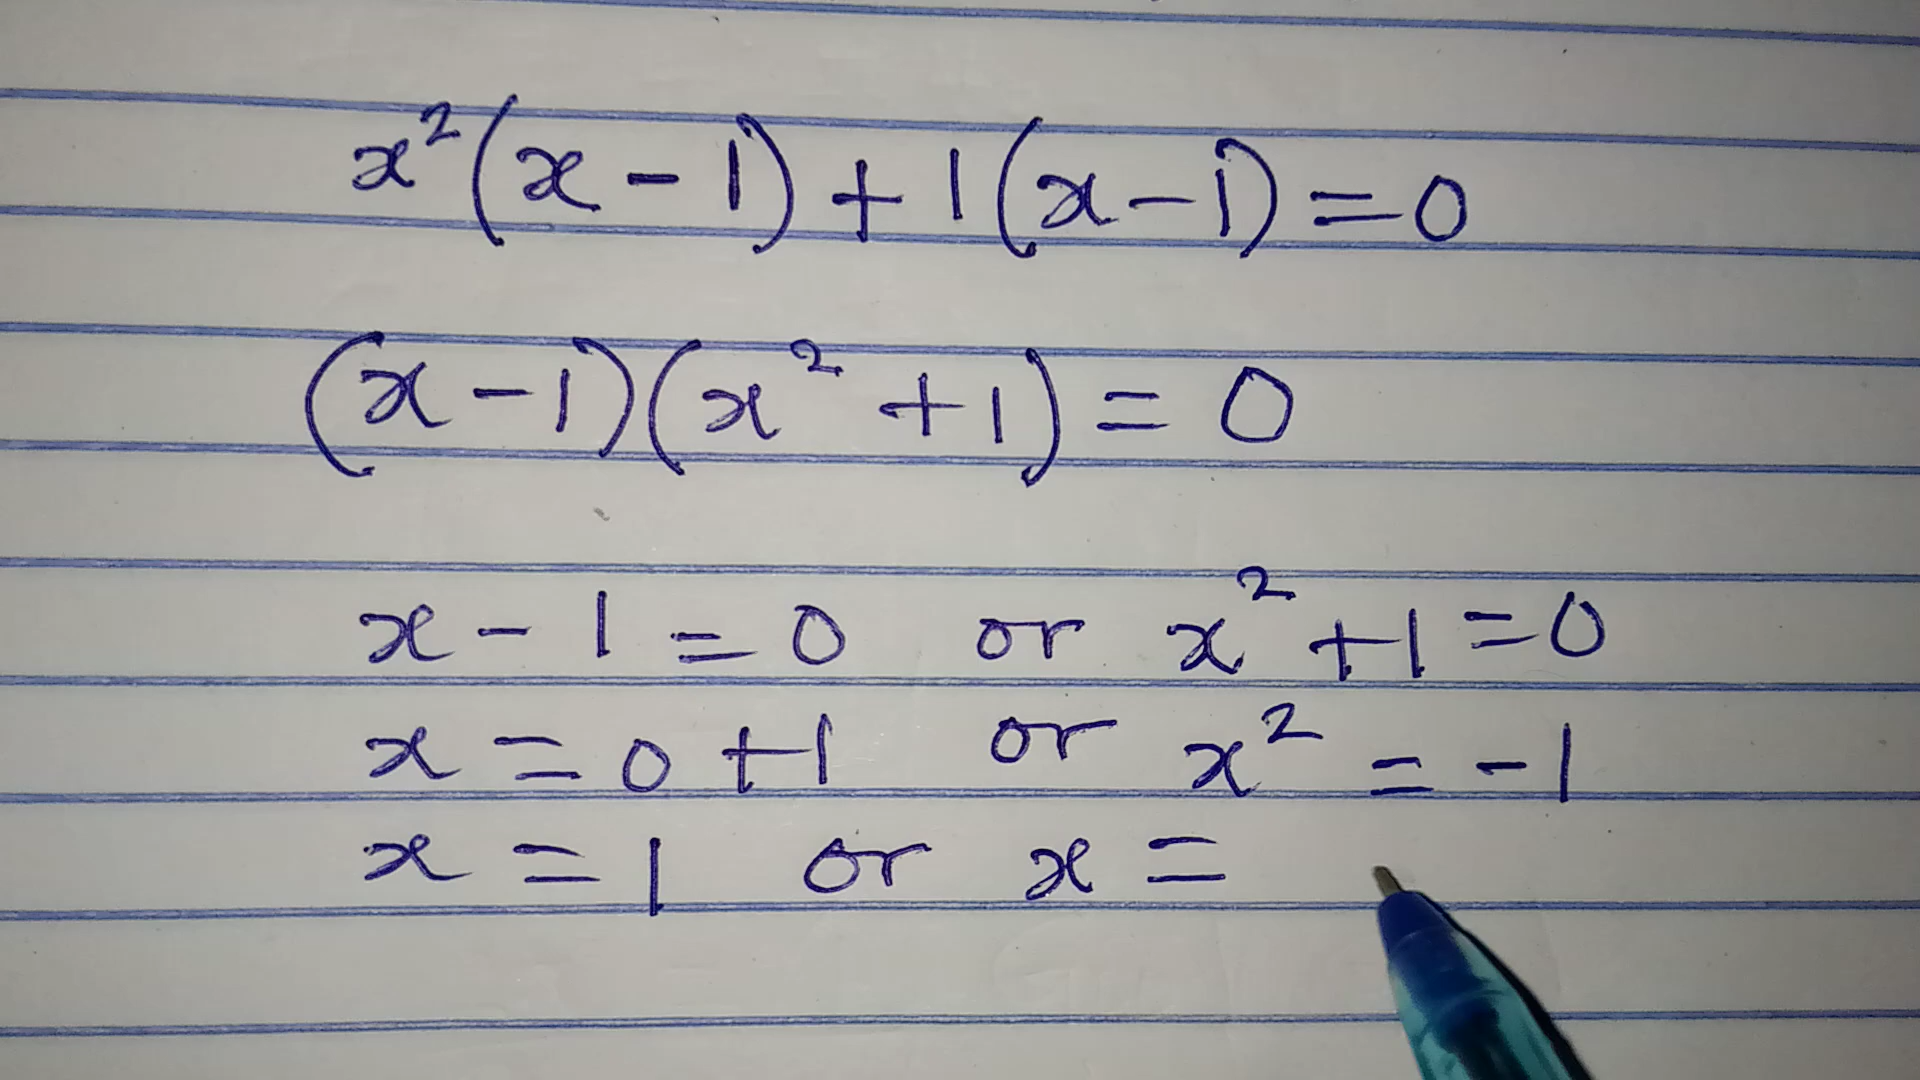 x²(x-1)+1(x-1)=0
(x-1)(x²+1)=0
x-1=0 or x²+1=0
x=0+1 or x²=-1
x=1 or x=